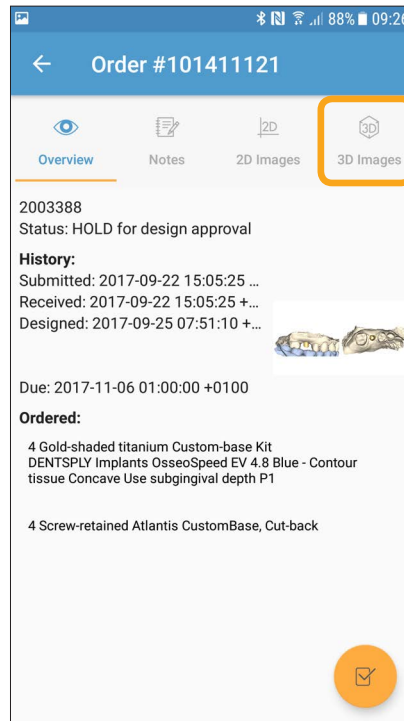 88% 09:26
Order #101411121
2D 3D
Overview Notes 2D Images 3D Images
2003388
Status: HOLD for design approval
History:
Submitted: 2017-09-22 15:05:25 ...
Received: 2017-09-22 15:05:25 +...
Designed: 2017-09-25 07:51:10 +...
Due: 2017-11-06 01:00:00 +0100
Ordered:
4 Gold-shaded titanium Custom-base Kit
DENTSPLY Implants OsseoSpeed EV 4.8 Blue - Contour
tissue Concave Use subgingival depth P1
4 Screw-retained Atlantis CustomBase, Cut-back